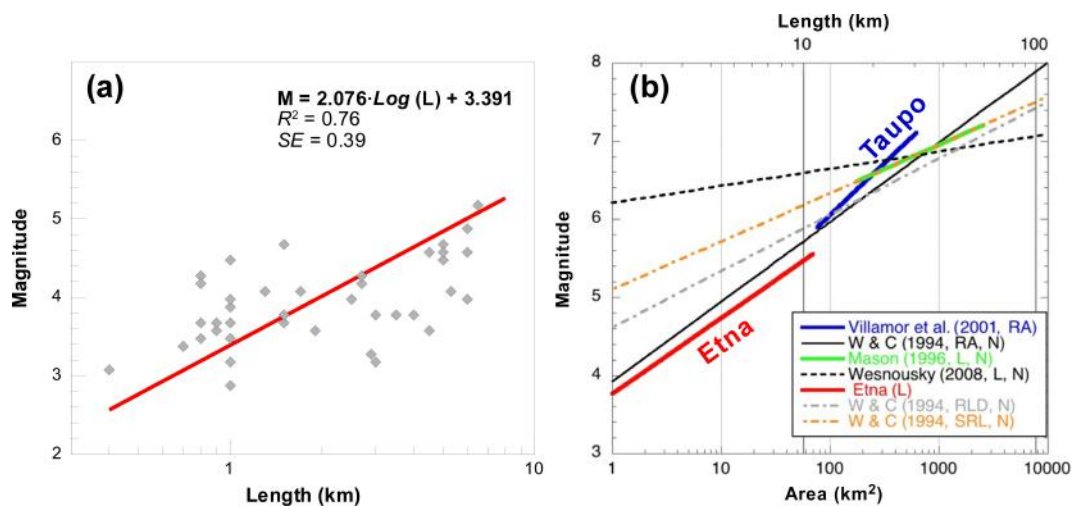 (a)
M = 2.076·Log (L) + 3.391
R² = 0.76
SE = 0.39
6
5
4
3
2
1
10
Magnitude
Length (km)
Length (km)
10
100
(b)
8
7
6
5
4
3
Magnitude
Taupo
Etna
Villamor et al. (2001, RA)
W & C (1994, RA, N)
Mason (1996, L, N)
Wesnousky (2008, L, N)
Etna (L)
W & C (1994, RLD, N)
W & C (1994, SRL, N)
1
10
100
1000
10000
Area (km²)